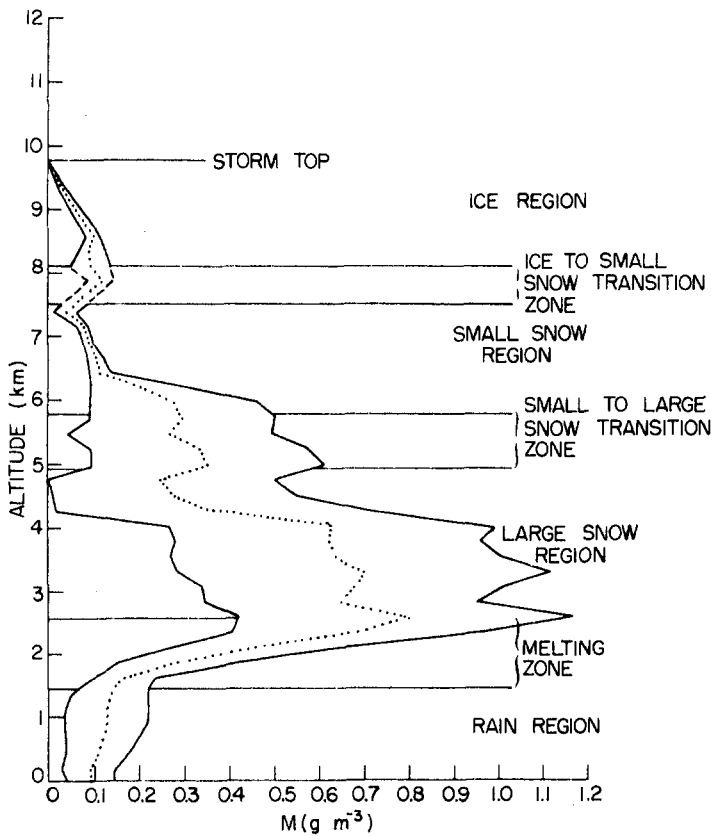 12
11
10
9
8
7
6
5
4
3
2
1
0
ALTITUDE (km)
STORM TOP
ICE REGION
ICE TO SMALL
SNOW TRANSITION
ZONE
SMALL SNOW
REGION
SMALL TO LARGE
SNOW TRANSITION
ZONE
LARGE SNOW
REGION
MELTING
ZONE
RAIN REGION
0 0.1 0.2 0.3 0.4 0.5 0.6 0.7 0.8 0.9 1.0 1.1 1.2
M(g m⁻³)